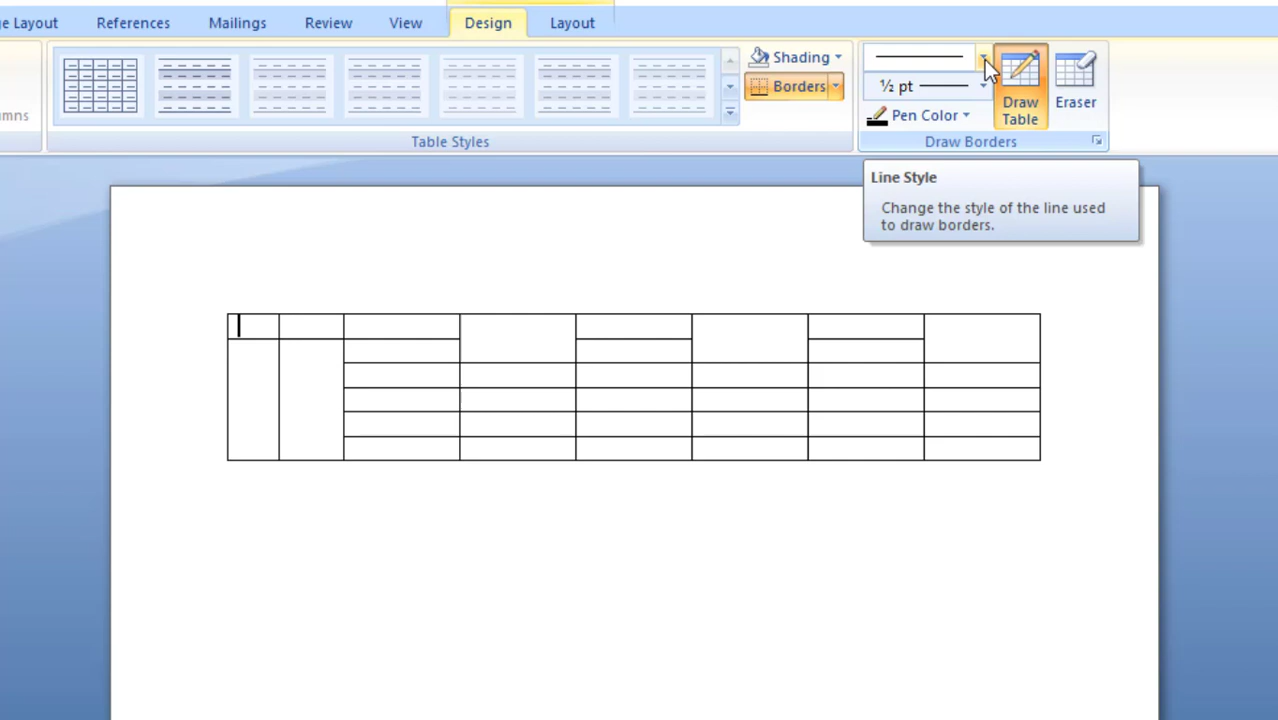 ge Layout References Mailings Review View Design Layout
Shading
½ pt
Borders
mns
Draw Table
Eraser
Pen Color
Table Styles
Draw Borders
Line Style
Change the style of the line used
to draw borders.